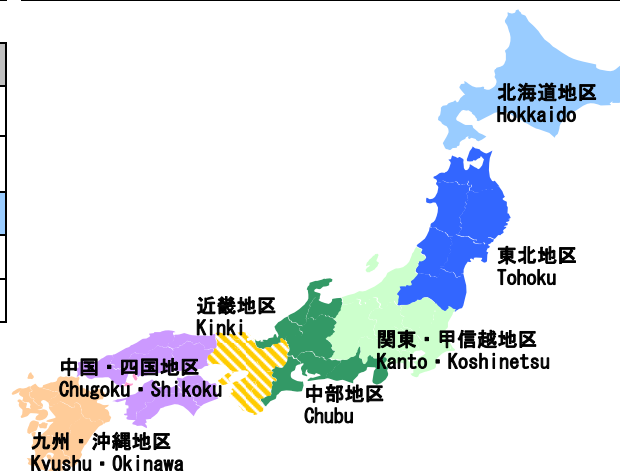 北海道地区
Hokkaido
東北地区
Tohoku
近畿地区
Kinki
関東・甲信越地区
Kanto・Koshinetsu
中国・四国地区
Chugoku・Shikoku
中部地区
Chubu
九州・沖縄地区
Kyushu・Okinawa